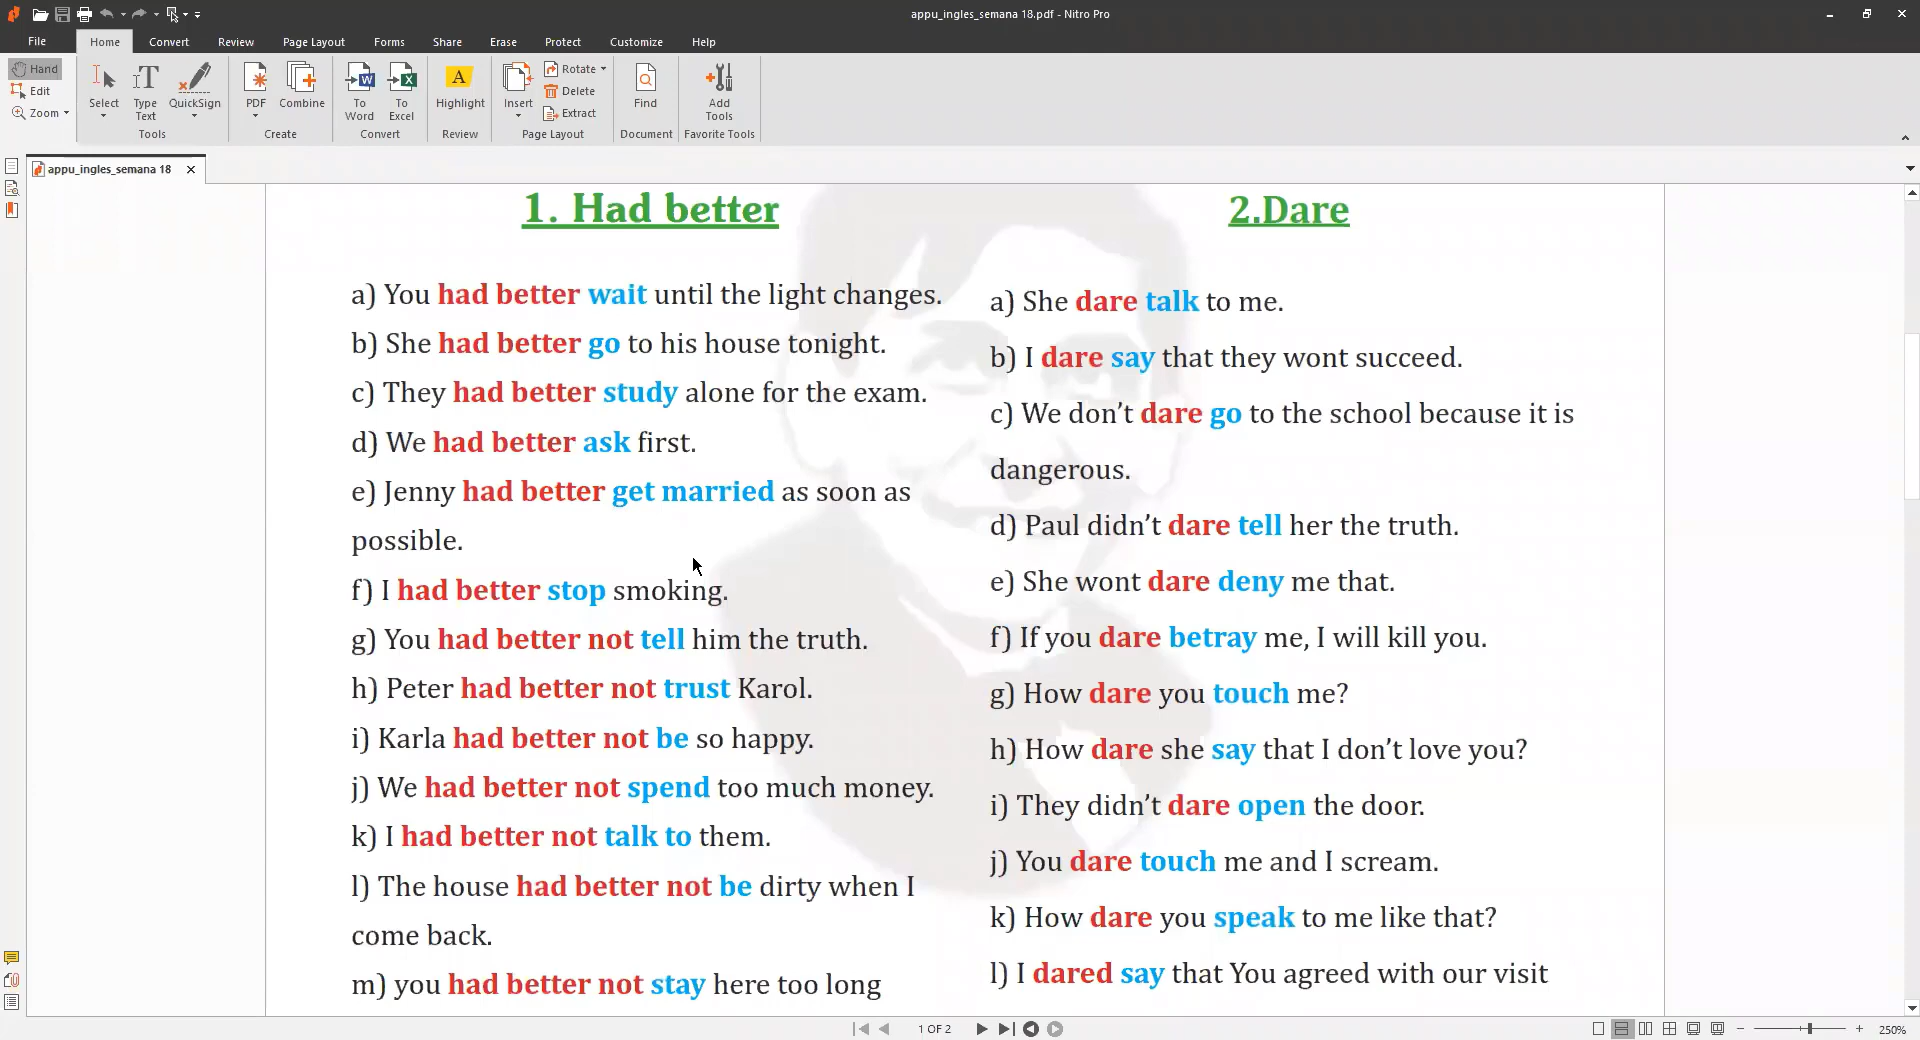 appu_ingles_semana 18.pdf - Nitro Pro
File Home Convert Review Page Layout Forms Share Erase Protect Customize Help
Hand
Edit
Zoom
Select
Type Text
QuickSign
Tools
PDF
Combine
Create
To Word
To Excel
Convert
Highlight
Review
Insert
Rotate
Delete
Extract
Page Layout
Find
Document
Add Tools
Favorite Tools
appu_ingles_semana 18
1. Had better
a) You had better wait until the light changes.
b) She had better go to his house tonight.
c) They had better study alone for the exam.
d) We had better ask first.
e) Jenny had better get married as soon as
possible.
f) I had better stop smoking.
g) You had better not tell him the truth.
h) Peter had better not trust Karol.
i) Karla had better not be so happy.
j) We had better not spend too much money.
k) I had better not talk to them.
l) The house had better not be dirty when I
come back.
m) you had better not stay here too long
2.Dare
a) She dare talk to me.
b) I dare say that they wont succeed.
c) We don't dare go to the school because it is
dangerous.
d) Paul didn't dare tell her the truth.
e) She wont dare deny me that.
f) If you dare betray me, I will kill you.
g) How dare you touch me?
h) How dare she say that I don't love you?
i) They didn't dare open the door.
j) You dare touch me and I scream.
k) How dare you speak to me like that?
l) I dared say that You agreed with our visit
1 OF 2
250%